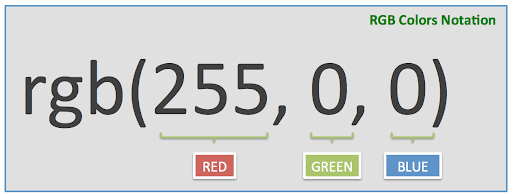 RGB Colors Notation
rgb(255, 0, 0)
RED GREEN BLUE